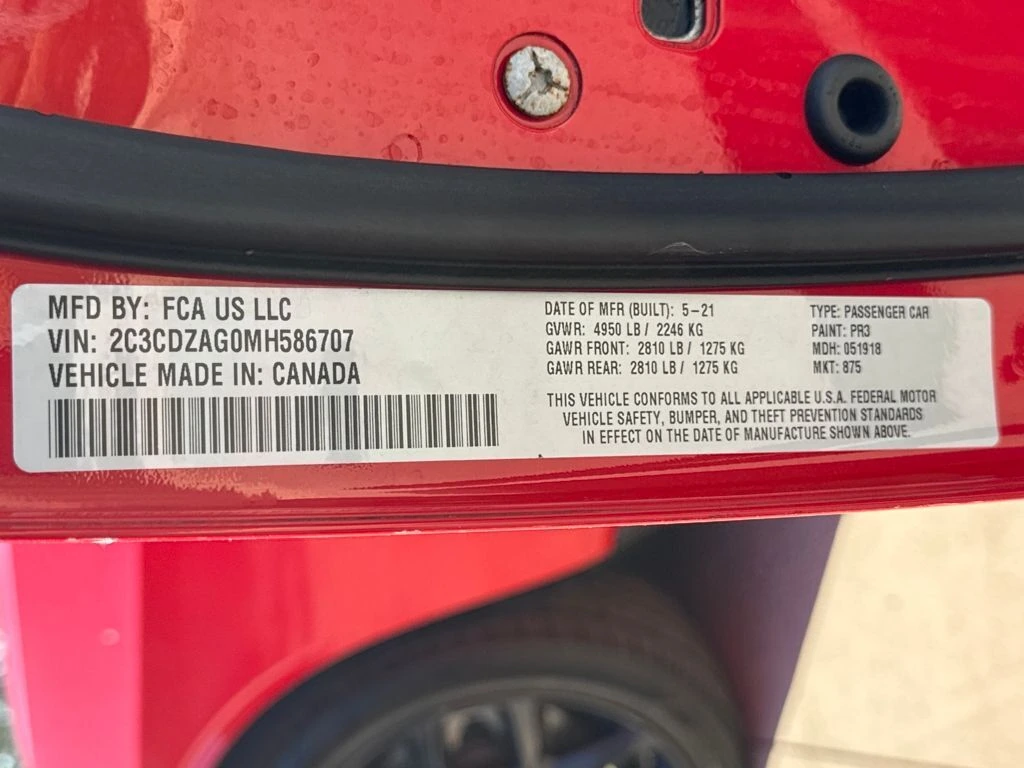 MFD BY: FCA US LLC
VIN: 2C3CDZAG0MH586707
VEHICLE MADE IN: CANADA
DATE OF MFR (BUILT): 5-21
GVWR: 4950 LB / 2246 KG
GAWR FRONT: 2810 LB / 1275 KG
GAWR REAR: 2810 LB / 1275 KG
TYPE: PASSENGER CAR
PAINT: PR3
MDH: 051918
MKT: 875
THIS VEHICLE CONFORMS TO ALL APPLICABLE U.S.A. FEDERAL MOTOR
VEHICLE SAFETY, BUMPER, AND THEFT PREVENTION STANDARDS
IN EFFECT ON THE DATE OF MANUFACTURE SHOWN ABOVE.